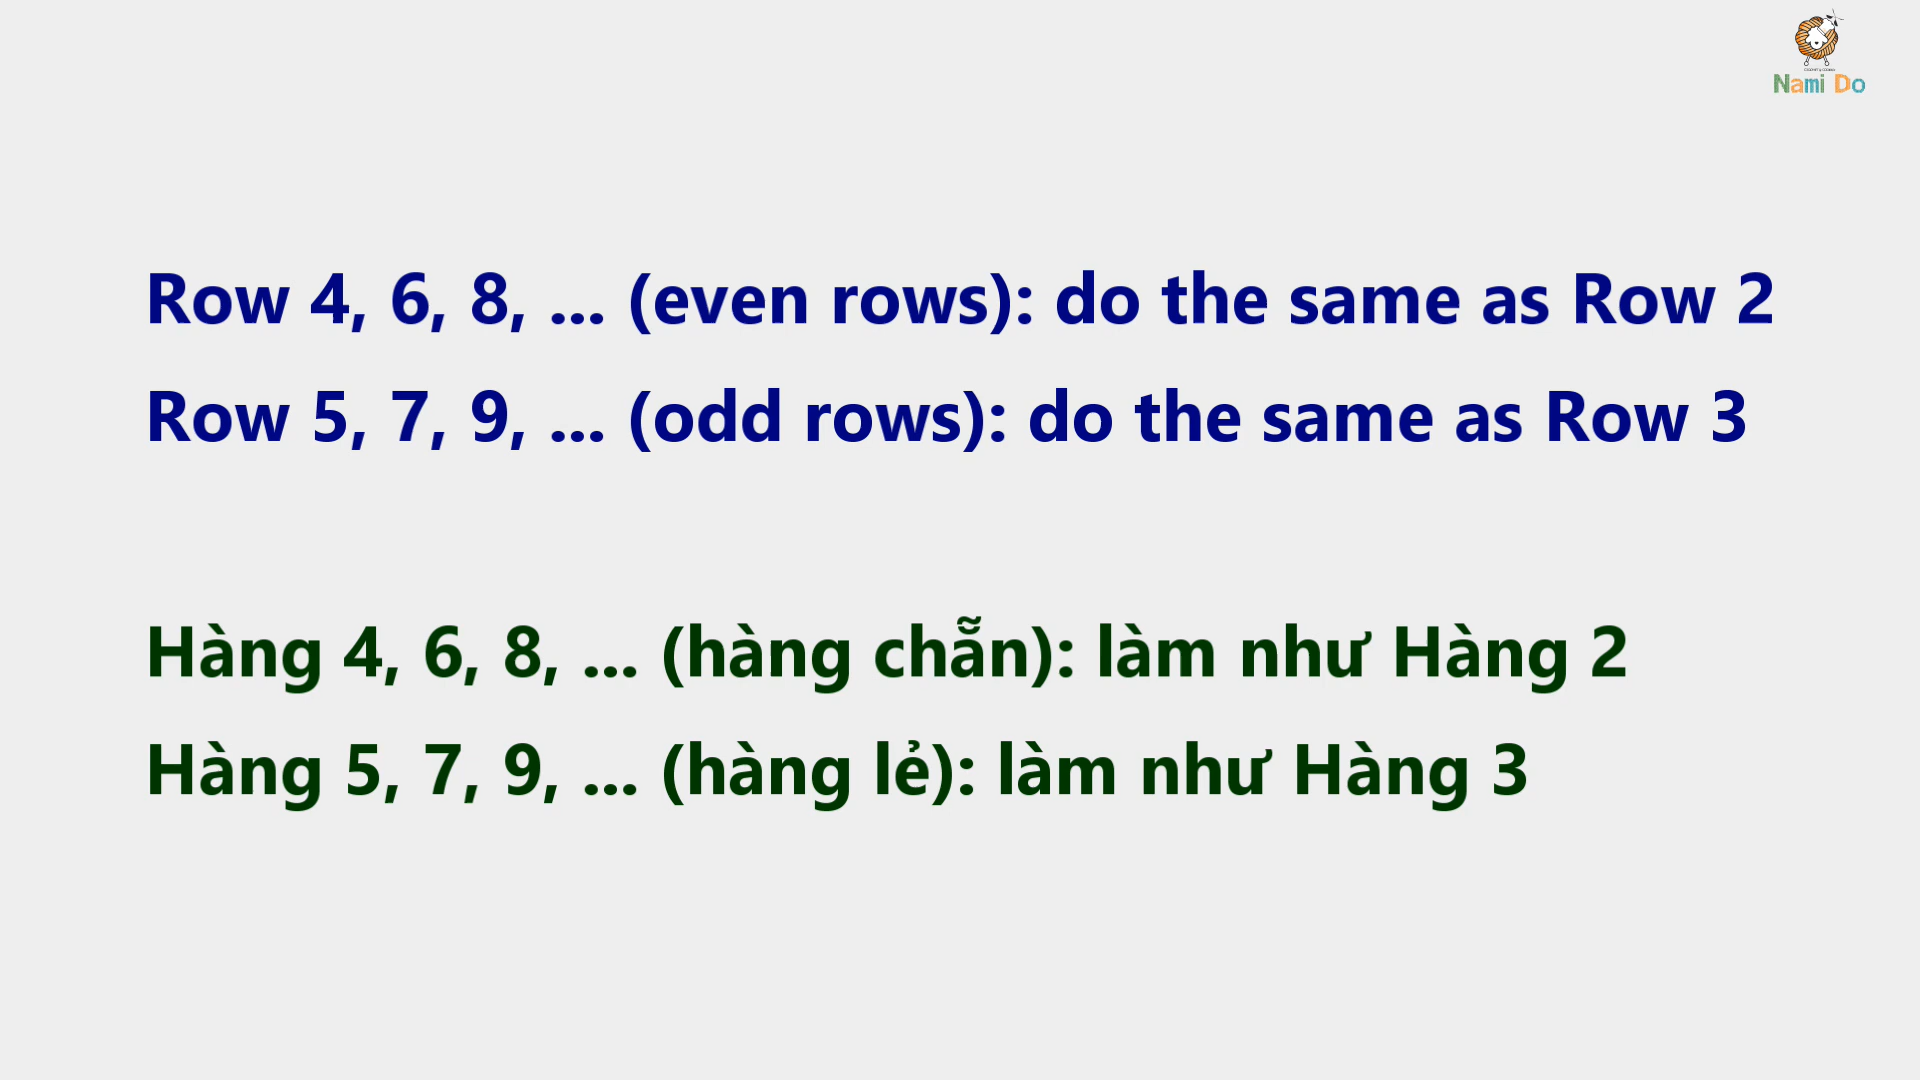 Nami Do
Row 4, 6, 8, ... (even rows): do the same as Row 2
Row 5, 7, 9, ... (odd rows): do the same as Row 3
Hàng 4, 6, 8, ... (hàng chẵn): làm như Hàng 2
Hàng 5, 7, 9, ... (hàng lẻ): làm như Hàng 3